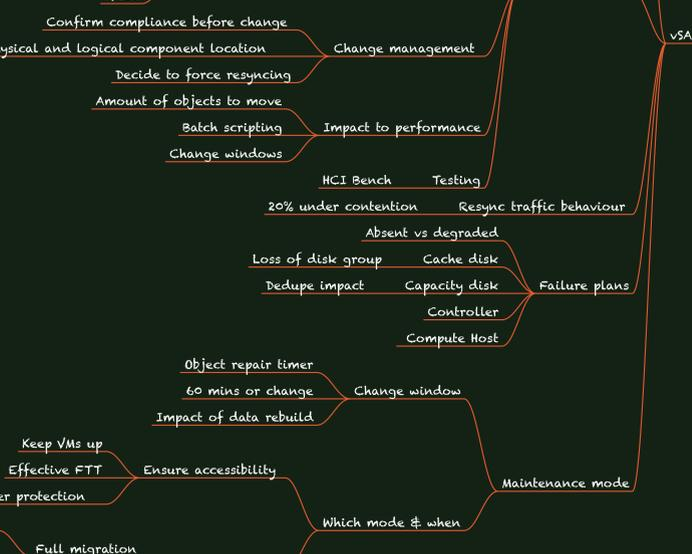 Confirm compliance before change
ysical and logical component location
Change management
Decide to force resyncing
Amount of objects to move
Batch scripting
Impact to performance
Change windows
HCI Bench
Testing
20% under contention
Resync traffic behaviour
Absent vs degraded
Loss of disk group
Cache disk
Dedupe impact
Capacity disk
Failure plans
Controller
Compute Host
Object repair timer
60 mins or change
Change window
Impact of data rebuild
Keep VMs up
Effective FTT
Ensure accessibility
er protection
Maintenance mode
Which mode & when
Full migration
vSA